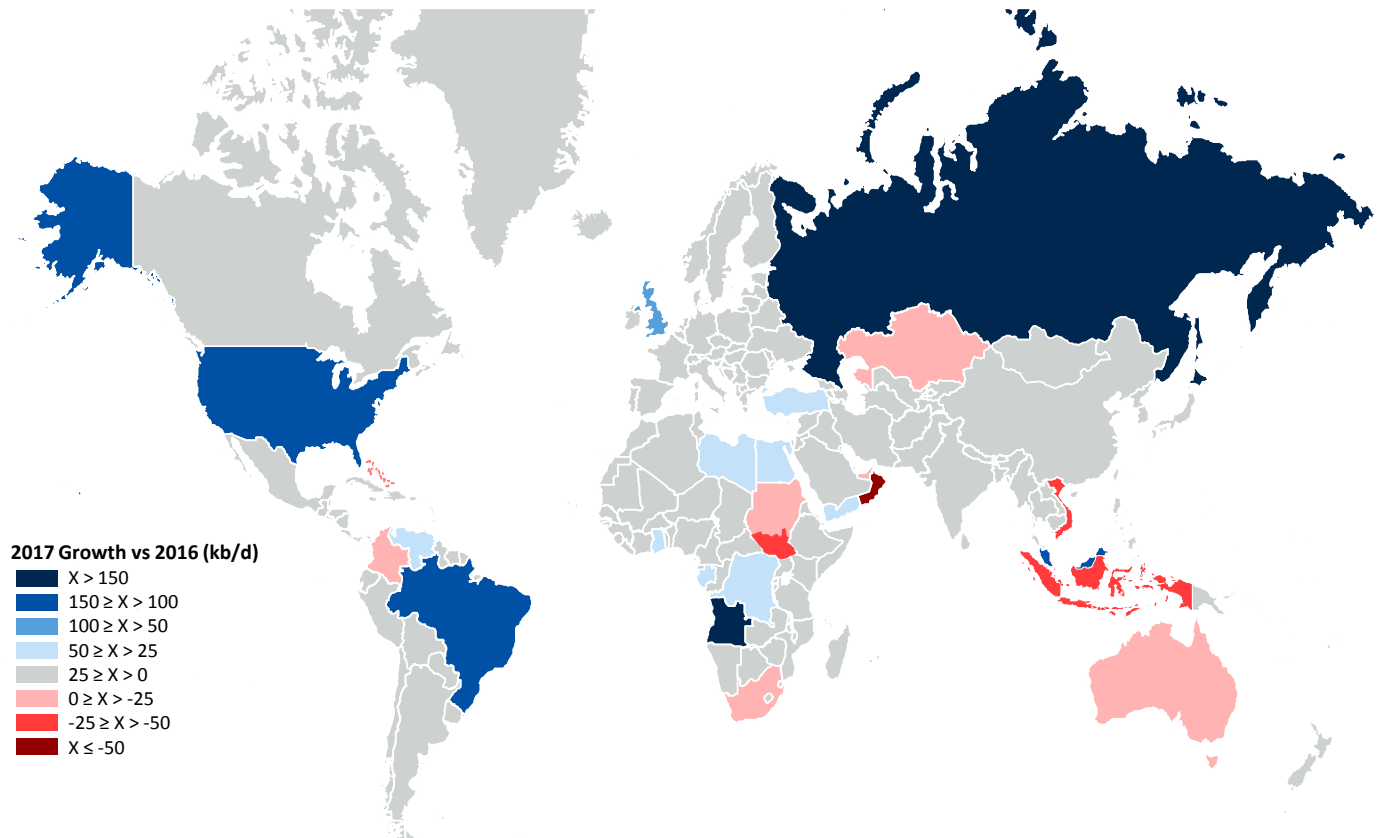 2017 Growth vs 2016 (kb/d)
X > 150
150 ≥ X > 100
100 ≥ X > 50
50 ≥ X > 25
25 ≥ X > 0
0 ≥ X > -25
-25 ≥ X > -50
X ≤ -50